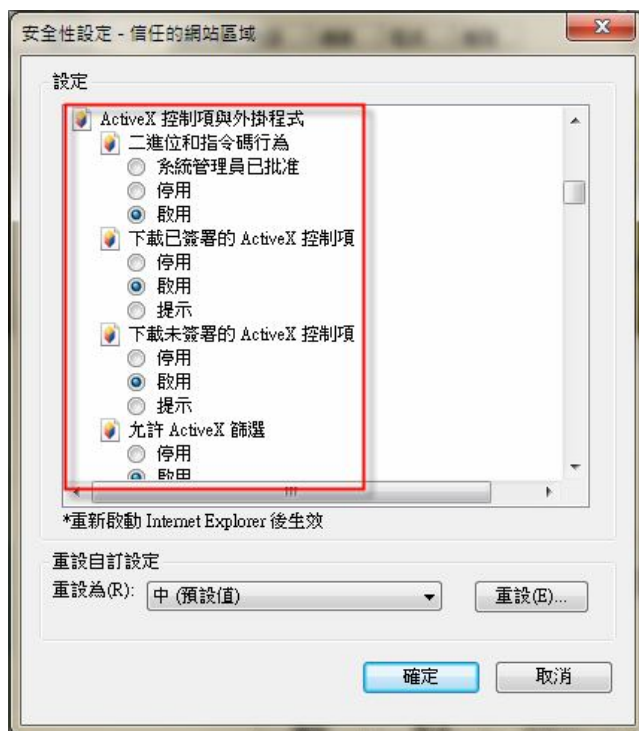 安全性設定 - 信任的網站區域
設定
ActiveX 控制項與外掛程式
二進位和指令碼行為
系統管理員已批准
停用
啟用
下載已簽署的 ActiveX 控制項
停用
啟用
提示
下載未簽署的 ActiveX 控制項
停用
啟用
提示
允許 ActiveX 篩選
停用
啟用
*重新啟動 Internet Explorer 後生效
重設自訂設定
重設為(R):
中 (預設值)
重設(E)...
確定
取消